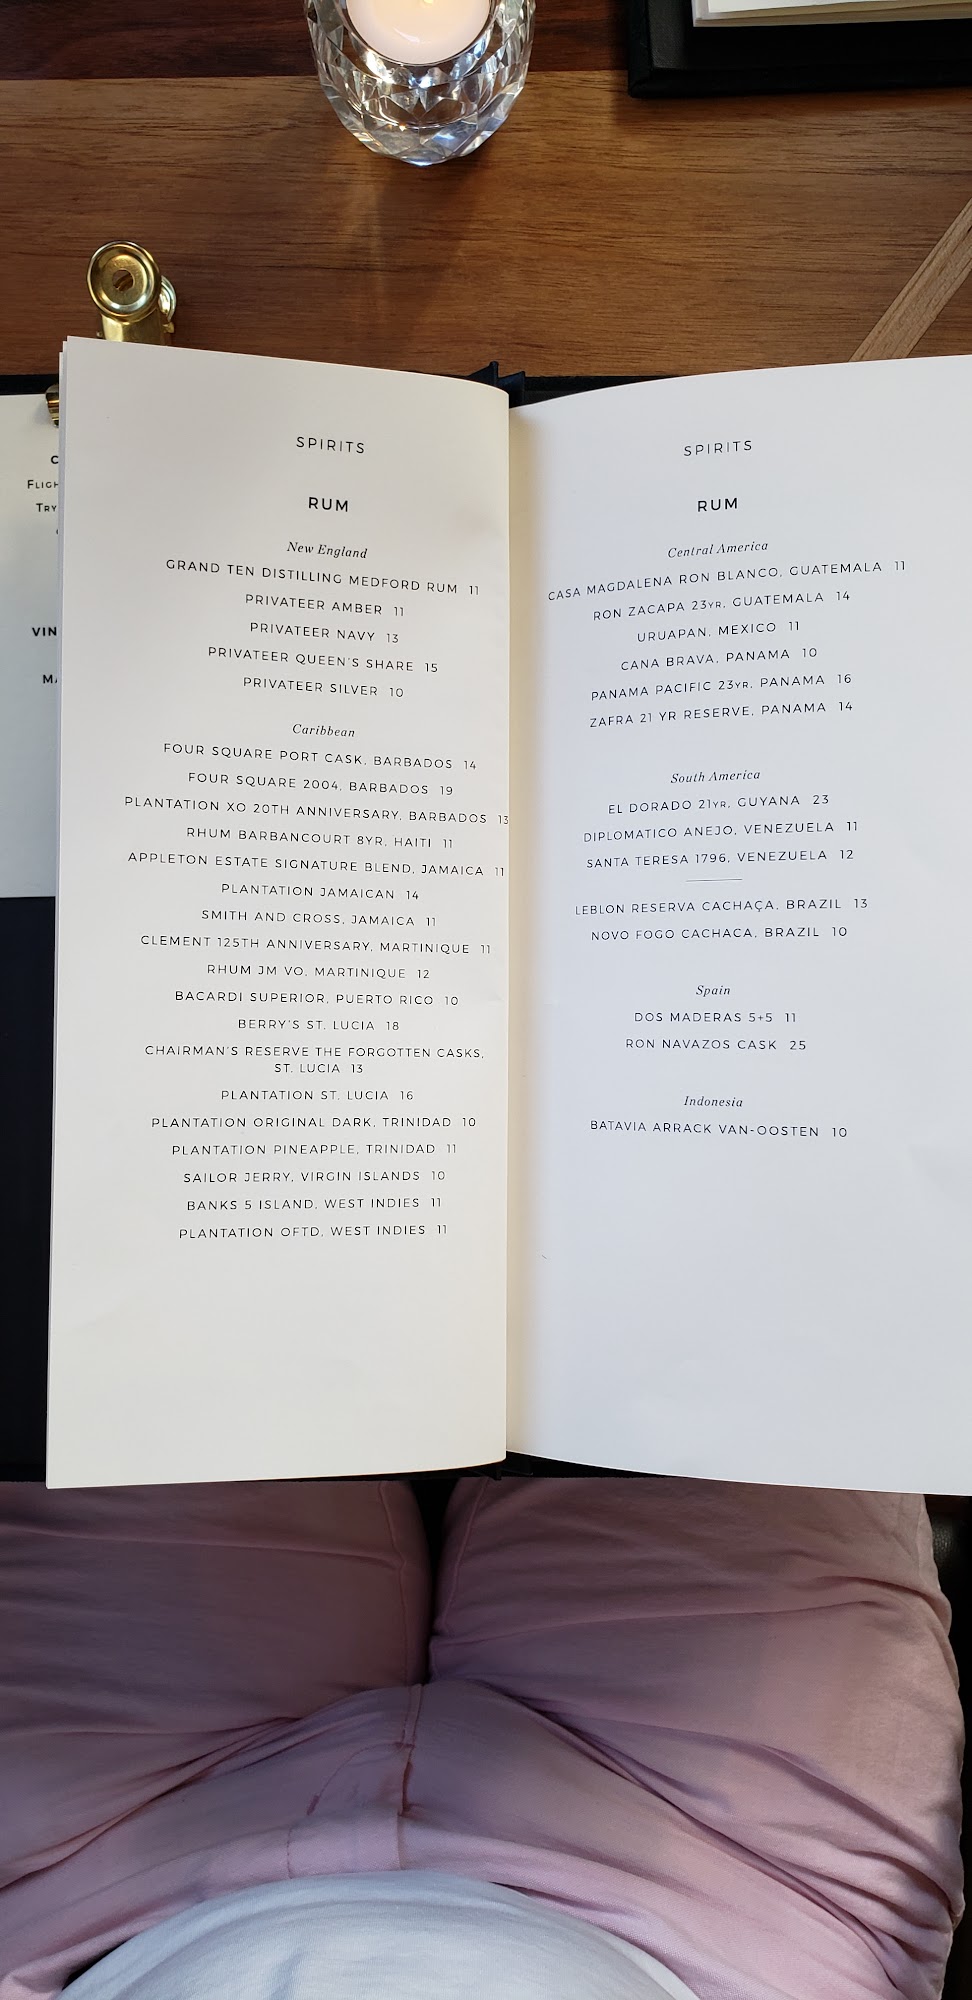 C
FLIGH
TRY
VIN
MA
SPIRITS
RUM
New England
GRAND TEN DISTILLING MEDFORD RUM 11
PRIVATEER AMBER 11
PRIVATEER NAVY 13
PRIVATEER QUEEN'S SHARE 15
PRIVATEER SILVER 10
Caribbean
FOUR SQUARE PORT CASK, BARBADOS 14
FOUR SQUARE 2004, BARBADOS 19
PLANTATION XO 20TH ANNIVERSARY, BARBADOS 13
RHUM BARBANCOURT 8YR, HAITI 11
APPLETON ESTATE SIGNATURE BLEND, JAMAICA 11
PLANTATION JAMAICAN 14
SMITH AND CROSS, JAMAICA 11
CLEMENT 125TH ANNIVERSARY, MARTINIQUE 11
RHUM JM VO, MARTINIQUE 12
BACARDI SUPERIOR, PUERTO RICO 10
BERRY'S ST. LUCIA 18
CHAIRMAN'S RESERVE THE FORGOTTEN CASKS,
ST. LUCIA 13
PLANTATION ST. LUCIA 16
PLANTATION ORIGINAL DARK, TRINIDAD 10
PLANTATION PINEAPPLE, TRINIDAD 11
SAILOR JERRY, VIRGIN ISLANDS 10
BANKS 5 ISLAND, WEST INDIES 11
PLANTATION OFTD, WEST INDIES 11
SPIRITS
RUM
Central America
CASA MAGDALENA RON BLANCO, GUATEMALA 11
RON ZACAPA 23YR, GUATEMALA 14
URUAPAN, MEXICO 11
CANA BRAVA, PANAMA 10
PANAMA PACIFIC 23YR, PANAMA 16
ZAFRA 21 YR RESERVE, PANAMA 14
South America
EL DORADO 21YR, GUYANA 23
DIPLOMATICO ANEJO, VENEZUELA 11
SANTA TERESA 1796, VENEZUELA 12
LEBLON RESERVA CACHAÇA, BRAZIL 13
NOVO FOGO CACHACA, BRAZIL 10
Spain
DOS MADERAS 5+5 11
RON NAVAZOS CASK 25
Indonesia
BATAVIA ARRACK VAN-OOSTEN 10